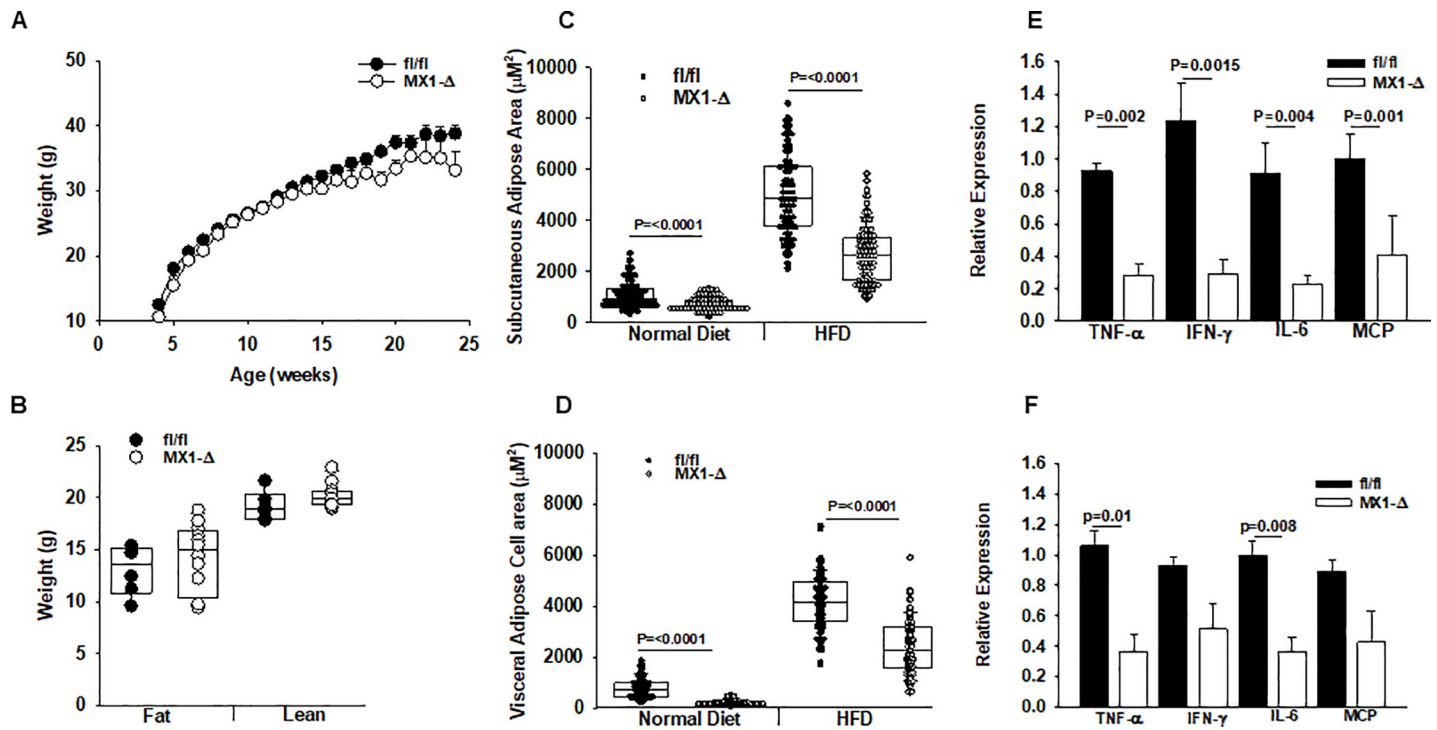 A
50
40
30
20
10
0
5
10
15
20
25
Weight (g)
Age (weeks)
fl/fl
MX1-Δ
B
25
20
15
10
5
0
Weight (g)
fl/fl
MX1-Δ
Fat
Lean
C
10000
8000
6000
4000
2000
0
Subcutaneous Adipose Area (μM²)
fl/fl
MX1-Δ
P=<0.0001
P=<0.0001
Normal Diet
HFD
D
10000
8000
6000
4000
2000
0
Visceral Adipose Cell area (μM²)
fl/fl
MX1-Δ
P=<0.0001
P=<0.0001
Normal Diet
HFD
E
1.6
1.4
1.2
1.0
0.8
0.6
0.4
0.2
0.0
Relative Expression
fl/fl
MX1-Δ
P=0.002
P=0.0015
P=0.004
P=0.001
TNF-α
IFN-γ
IL-6
MCP
F
1.6
1.4
1.2
1.0
0.8
0.6
0.4
0.2
0.0
Relative Expression
fl/fl
MX1-Δ
p=0.01
p=0.008
TNF-α
IFN-γ
IL-6
MCP